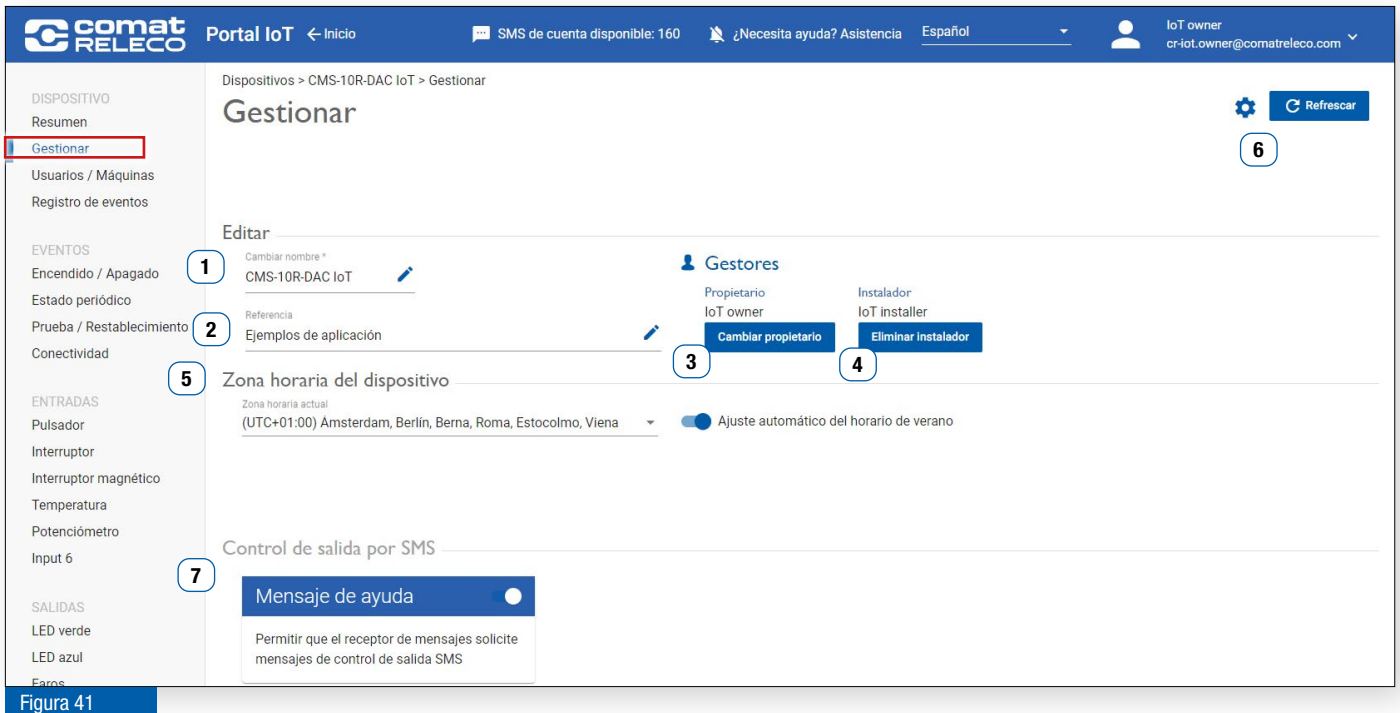 comat RELECO
Portal IoT ← Inicio
SMS de cuenta disponible: 160
¿Necesita ayuda? Asistencia
Español
IoT owner
cr-iot.owner@comatreleco.com
DISPOSITIVO
Resumen
Gestionar
Usuarios / Máquinas
Registro de eventos
EVENTOS
Encendido / Apagado
Estado periódico
Prueba / Restablecimiento
Conectividad
ENTRADAS
Pulsador
Interruptor
Interruptor magnético
Temperatura
Potenciómetro
Input 6
SALIDAS
LED verde
LED azul
Faros
Dispositivos > CMS-10R-DAC IoT > Gestionar
Gestionar
Refrescar
6
Editar
1
Cambiar nombre *
CMS-10R-DAC IoT
2
Referencia
Ejemplos de aplicación
Gestores
Propietario
IoT owner
Cambiar propietario
3
Instalador
IoT installer
Eliminar instalador
4
5
Zona horaria del dispositivo
Zona horaria actual
(UTC+01:00) Ámsterdam, Berlín, Berna, Roma, Estocolmo, Viena
Ajuste automático del horario de verano
Control de salida por SMS
7
Mensaje de ayuda
Permitir que el receptor de mensajes solicite
mensajes de control de salida SMS
Figura 41